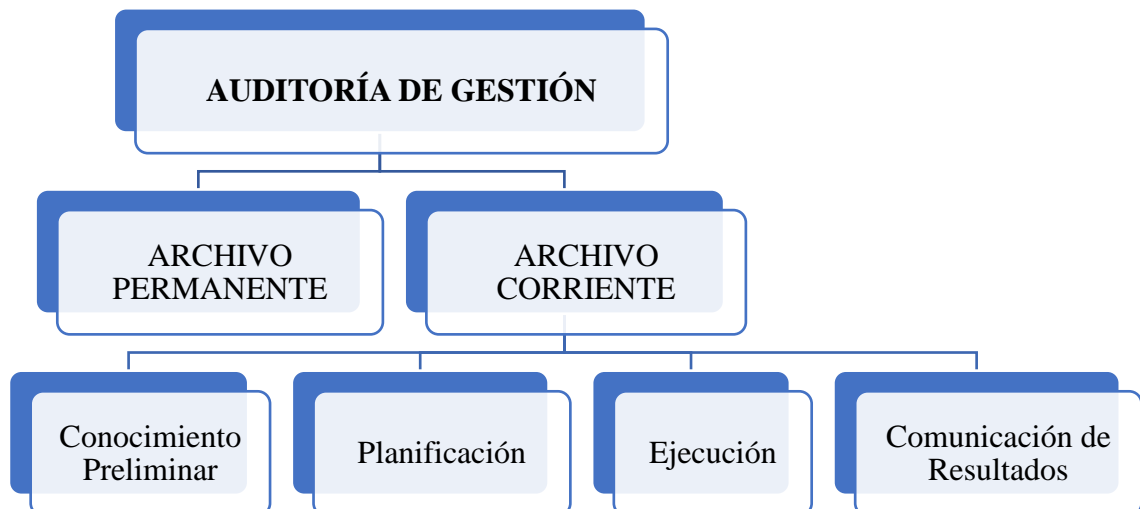 AUDITORÍA DE GESTIÓN
ARCHIVO
PERMANENTE
ARCHIVO
CORRIENTE
Conocimiento
Preliminar
Planificación
Ejecución
Comunicación de
Resultados